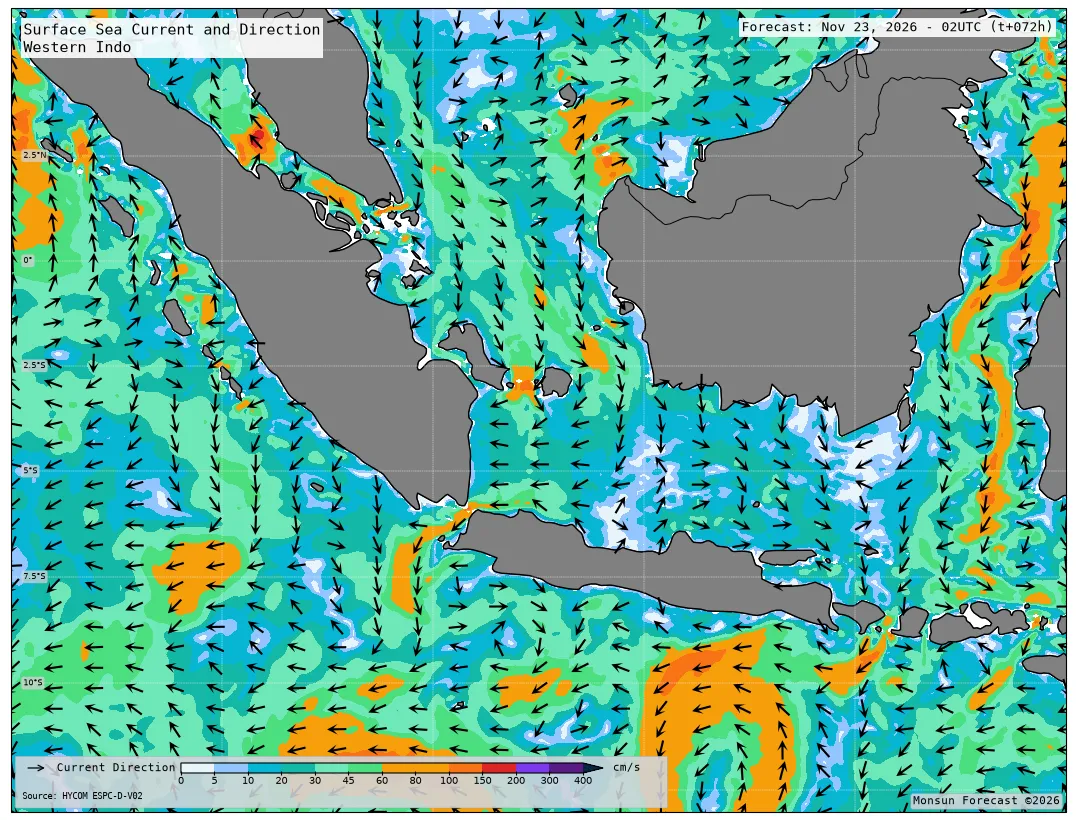 Surface Sea Current and Direction
Western Indo
Forecast: Nov 23, 2026 - 02UTC (t+072h)
2.5°N
0°
2.5°S
5°S
7.5°S
10°S
Current Direction
cm/s
0 5 10 20 30 45 60 80 100 150 200 300 400
Source: HYCOM ESPC-D-V02
Monsun Forecast ©2026